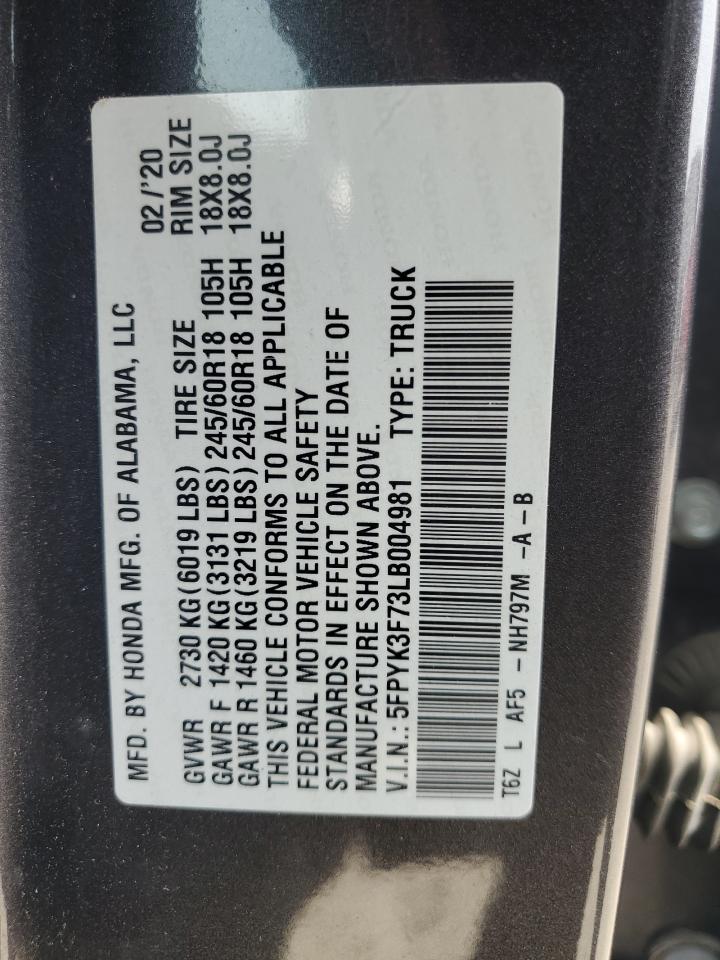 MFD. BY HONDA MFG. OF ALABAMA, LLC 02/'20
GVWR 2730 KG(6019 LBS) TIRE SIZE RIM SIZE
GAWR F 1420 KG(3131 LBS) 245/60R18 105H 18X8.0J
GAWR R 1460 KG(3219 LBS) 245/60R18 105H 18X8.0J
THIS VEHICLE CONFORMS TO ALL APPLICABLE
FEDERAL MOTOR VEHICLE SAFETY
STANDARDS IN EFFECT ON THE DATE OF
MANUFACTURE SHOWN ABOVE.
V.I.N.: 5FPYK3F73LB004981 TYPE: TRUCK
T6Z L AF5 - NH797M -A-B